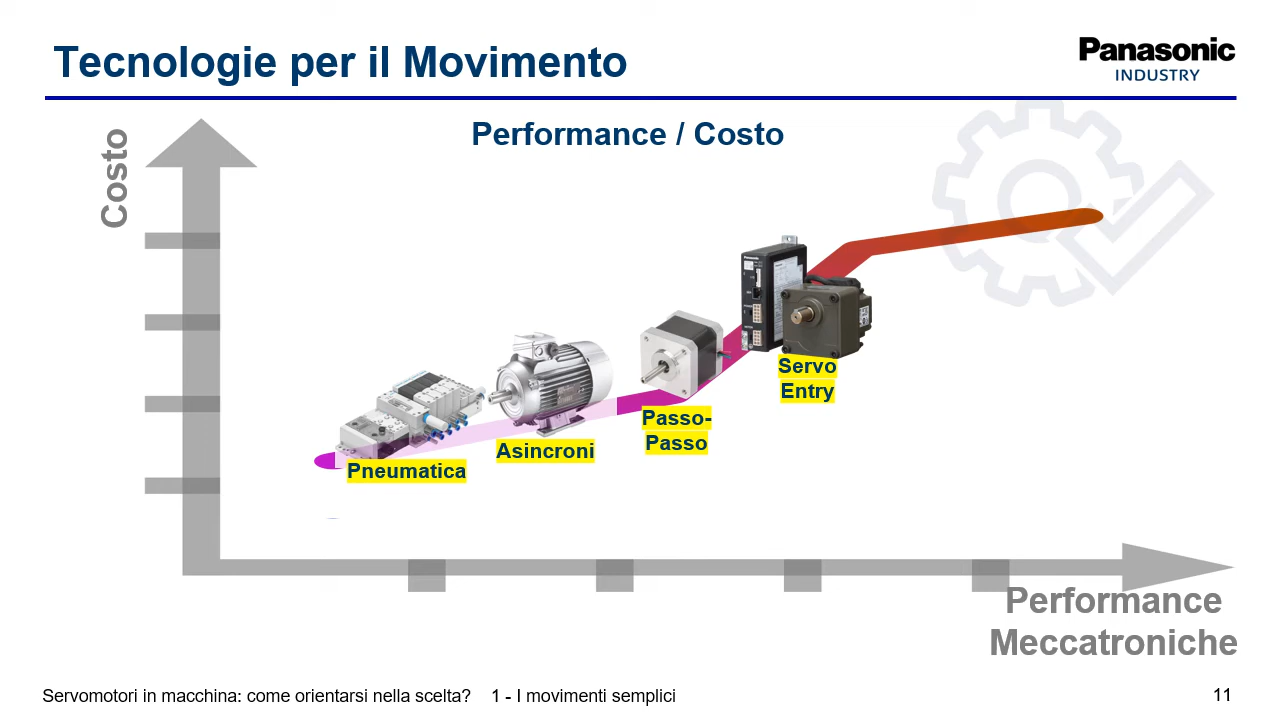 Tecnologie per il Movimento
Panasonic
INDUSTRY
Performance / Costo
Costo
Servo
Entry
Passo-
Passo
Asincroni
Pneumatica
Performance
Meccatroniche
Servomotori in macchina: come orientarsi nella scelta? 1 - I movimenti semplici
11